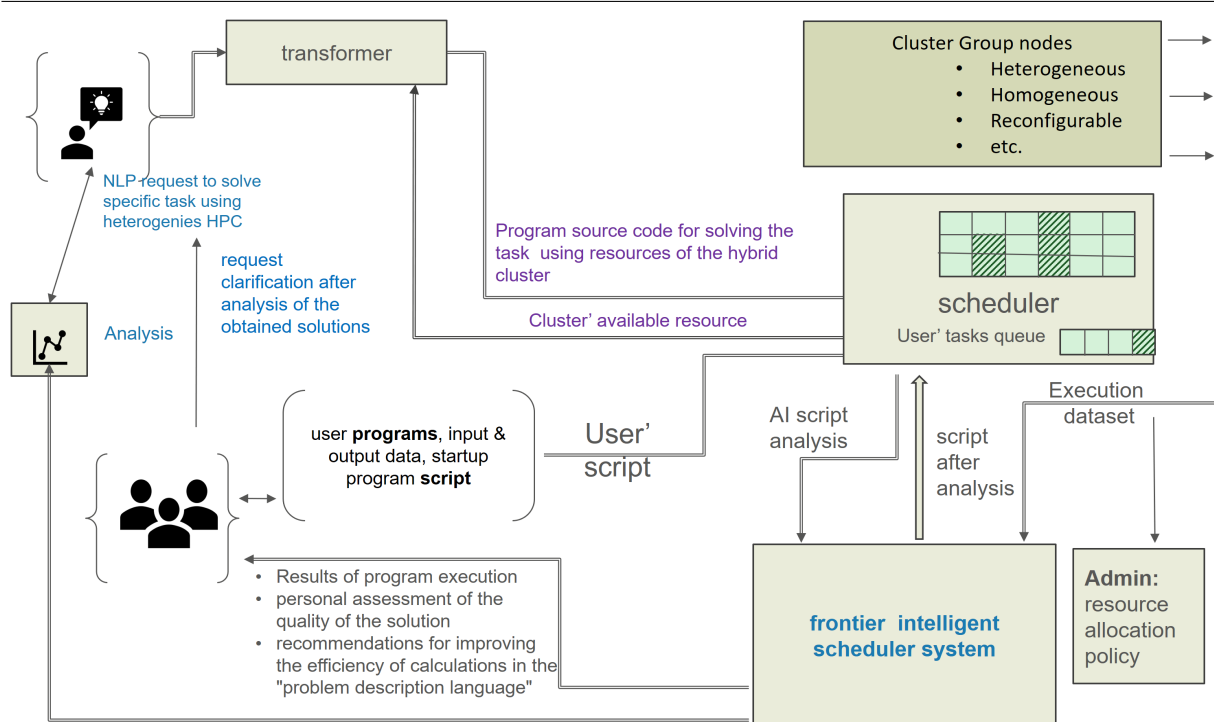 transformer
Cluster Group nodes
• Heterogeneous
• Homogeneous
• Reconfigurable
• etc.
NLP request to solve
specific task using
heterogenies HPC
request
clarification after
analysis of the
obtained solutions
Analysis
Program source code for solving the
task using resources of the hybrid
cluster
Cluster’ available resource
scheduler
User’ tasks queue
user programs, input &
output data, startup
program script
User’
script
AI script
analysis
script
after
analysis
Execution
dataset
• Results of program execution
• personal assessment of the
quality of the solution
• recommendations for improving
the efficiency of calculations in the
"problem description language"
frontier intelligent
scheduler system
Admin:
resource
allocation
policy